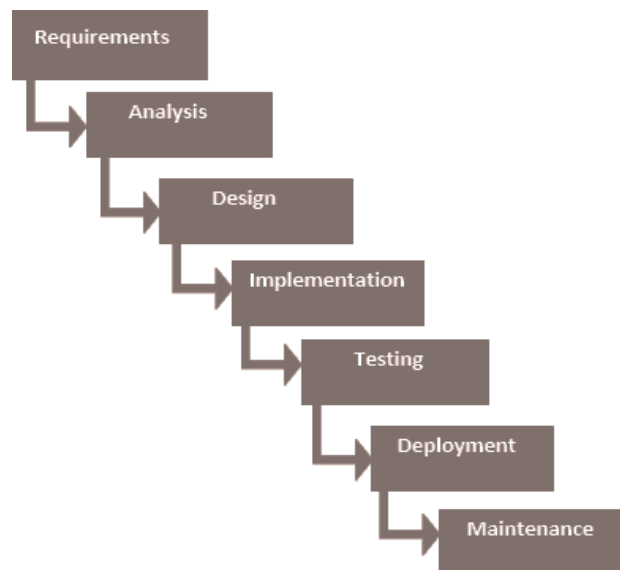 Requirements
Analysis
Design
Implementation
Testing
Deployment
Maintenance